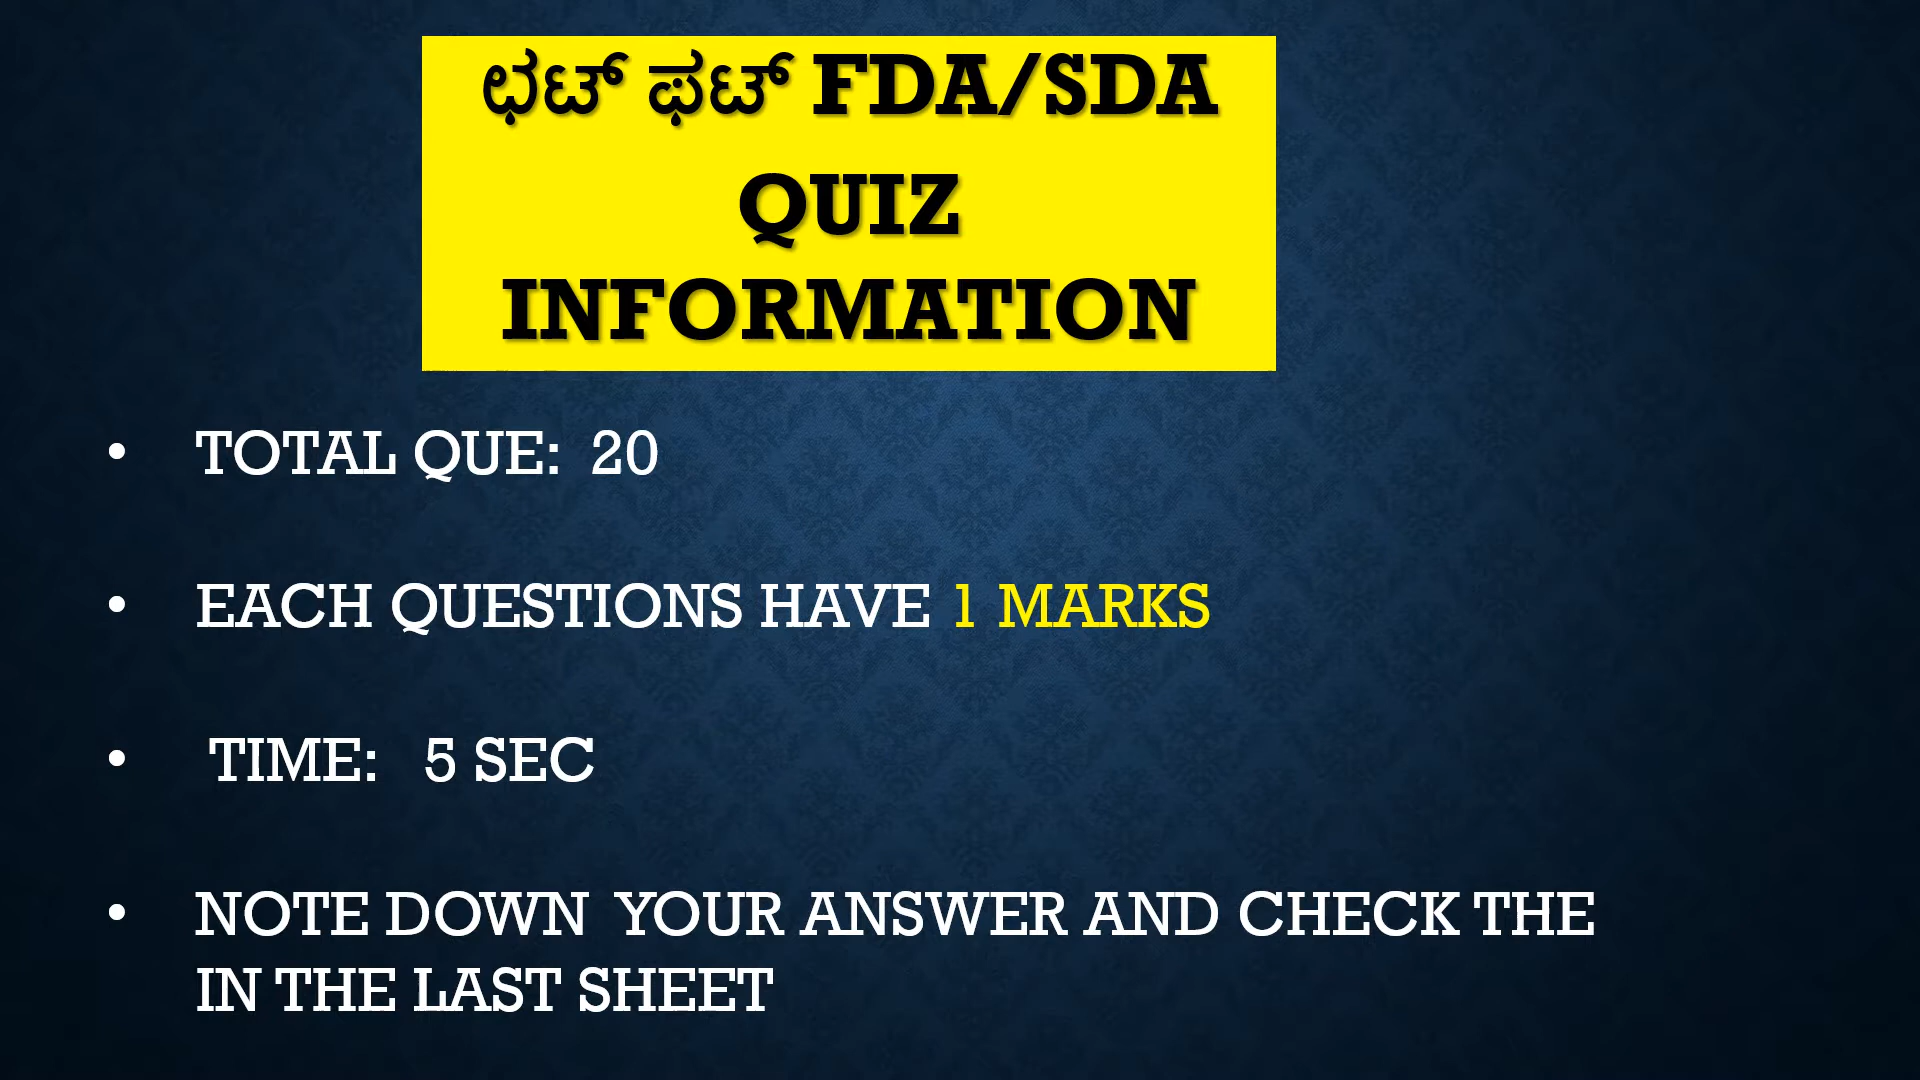 ಛಟ್ ಫಟ್ FDA/SDA
QUIZ
INFORMATION
• TOTAL QUE: 20
• EACH QUESTIONS HAVE 1 MARKS
• TIME: 5 SEC
• NOTE DOWN YOUR ANSWER AND CHECK THE
IN THE LAST SHEET